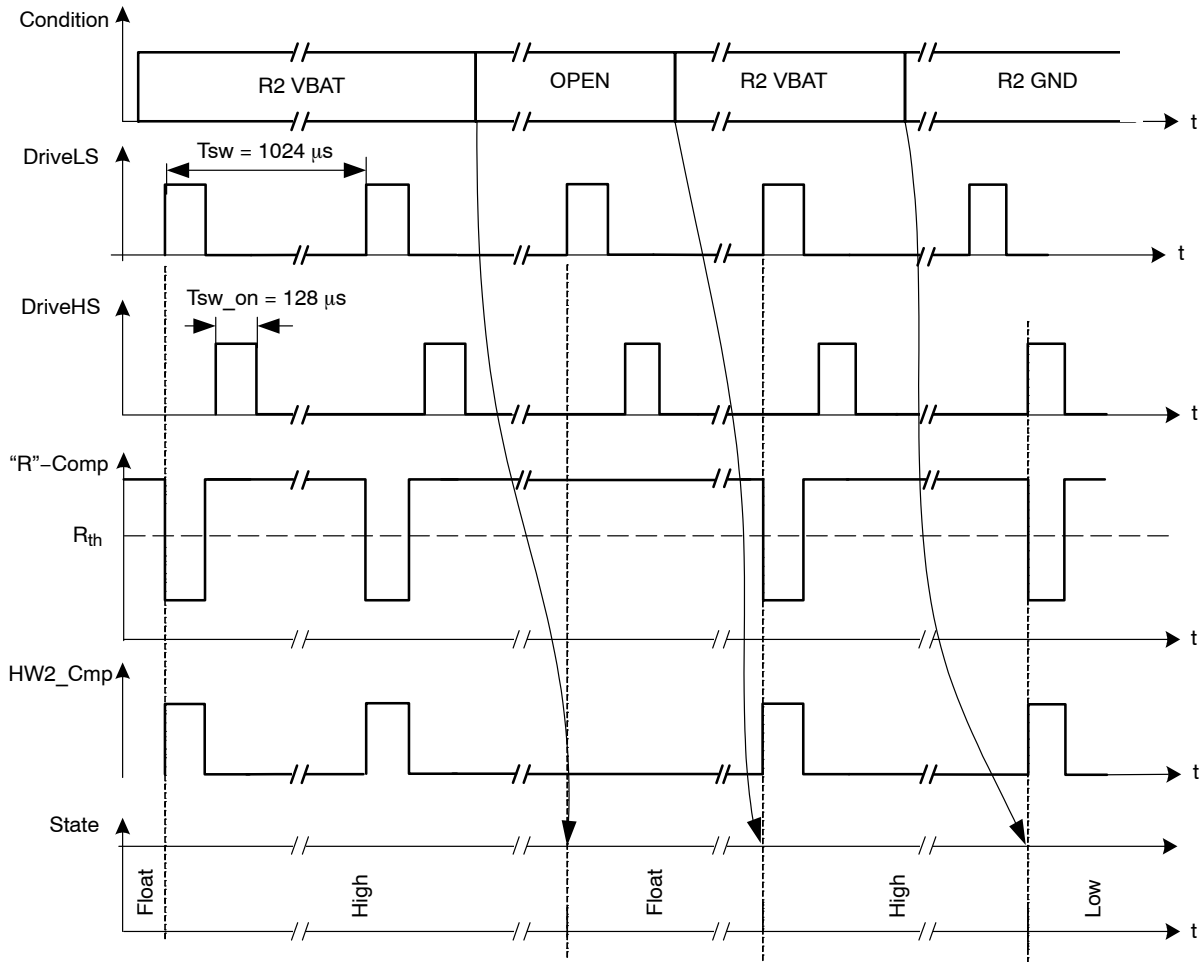 Condition
R2 VBAT
OPEN
R2 VBAT
R2 GND
t
DriveLS
Tsw = 1024 μs
t
DriveHS
Tsw_on = 128 μs
t
“R”−Comp
Rth
t
HW2_Cmp
t
State
Float
High
Float
High
Low
t